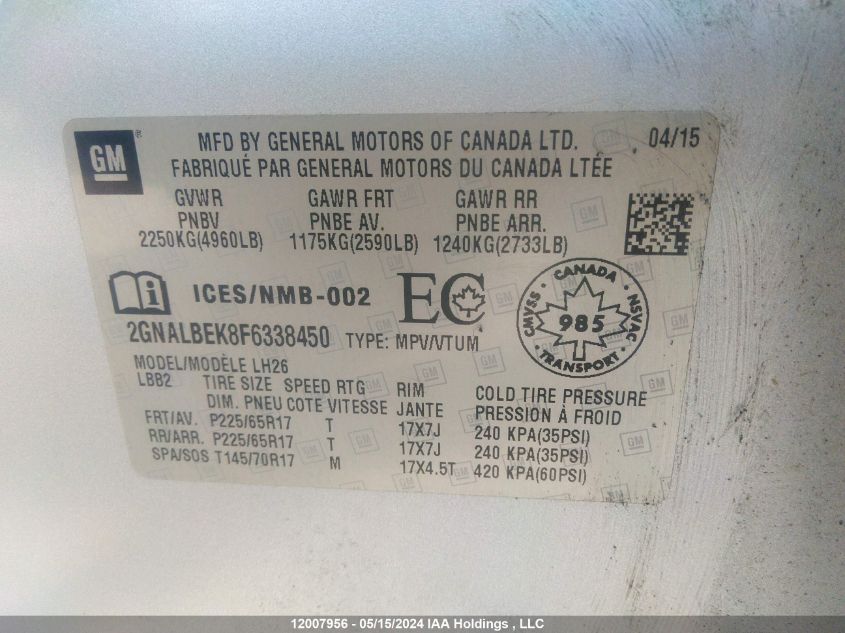 GM
MFD BY GENERAL MOTORS OF CANADA LTD. 04/15
FABRIQUÉ PAR GENERAL MOTORS DU CANADA LTÉE
GVWR GAWR FRT GAWR RR
PNBV PNBE AV. PNBE ARR.
2250KG(4960LB) 1175KG(2590LB) 1240KG(2733LB)
ICES/NMB-002 EC
CANADA CMVSS 985 NSVAC TRANSPORT
2GNALBEK8F6338450 TYPE: MPV/VTUM
MODEL/MODÈLE LH26
LBB2 TIRE SIZE SPEED RTG RIM COLD TIRE PRESSURE
DIM. PNEU COTE VITESSE JANTE PRESSION À FROID
FRT/AV. P225/65R17 T 17X7J 240 KPA(35PSI)
RR/ARR. P225/65R17 T 17X7J 240 KPA(35PSI)
SPA/SOS T145/70R17 M 17X4.5T 420 KPA(60PSI)
12007956 - 05/15/2024 IAA Holdings , LLC